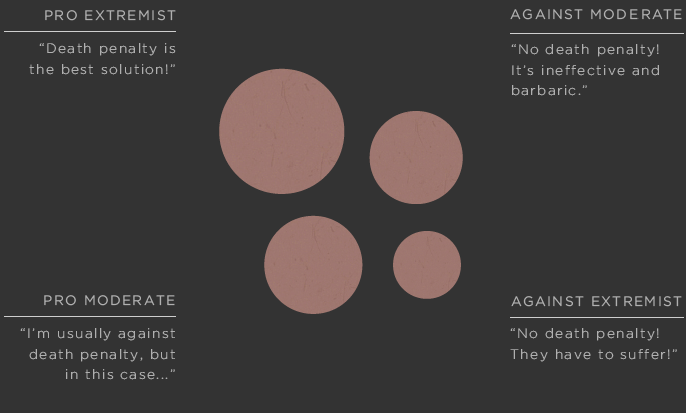 PRO EXTREMIST
“Death penalty is
the best solution!”
AGAINST MODERATE
“No death penalty!
It’s ineffective and
barbaric.”
PRO MODERATE
“I’m usually against
death penalty, but
in this case...”
AGAINST EXTREMIST
“No death penalty!
They have to suffer!”